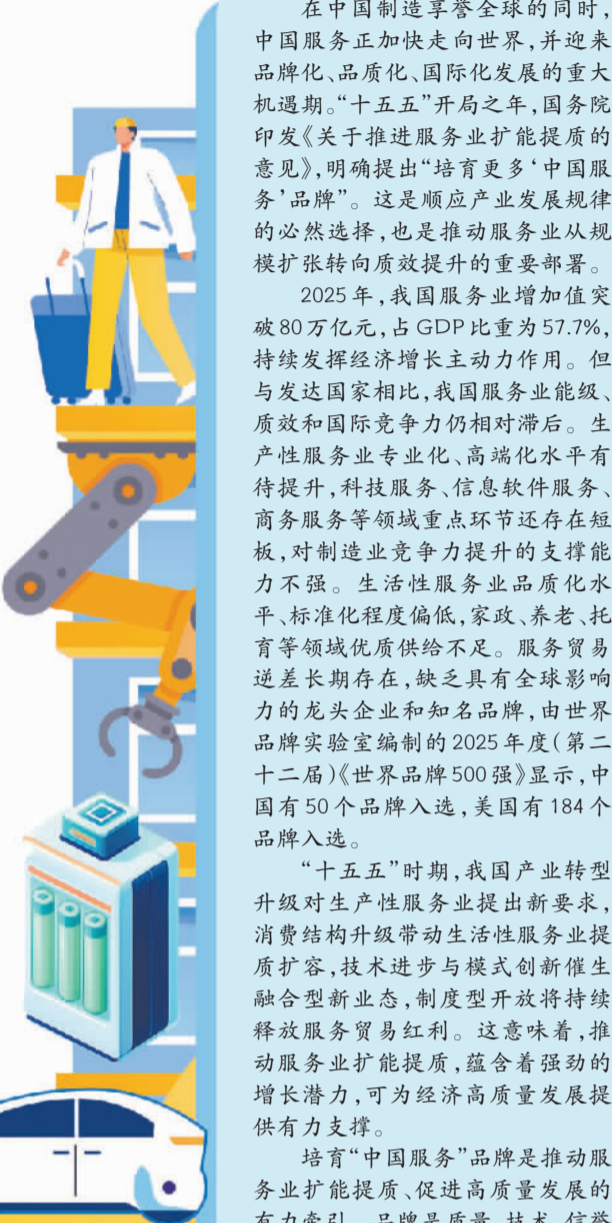 在中国制造享誉全球的同时,
中国服务正加快走向世界,并迎来
品牌化、品质化、国际化发展的重大
机遇期。“十五五”开局之年,国务院
印发《关于推进服务业扩能提质的
意见》,明确提出“培育更多‘中国服
务’品牌”。这是顺应产业发展规律
的必然选择,也是推动服务业从规
模扩张转向质效提升的重要部署。
2025年,我国服务业增加值突
破80万亿元,占GDP比重为57.7%,
持续发挥经济增长主动力作用。但
与发达国家相比,我国服务业能级、
质效和国际竞争力仍相对滞后。生
产性服务业专业化、高端化水平有
待提升,科技服务、信息软件服务、
商务服务等领域重点环节还存在短
板,对制造业竞争力提升的支撑能
力不强。生活性服务业品质化水
平、标准化程度偏低,家政、养老、托
育等领域优质供给不足。服务贸易
逆差长期存在,缺乏具有全球影响
力的龙头企业和知名品牌,由世界
品牌实验室编制的2025年度(第二
十二届)《世界品牌500强》显示,中
国有50个品牌入选,美国有184个
品牌入选。
“十五五”时期,我国产业转型
升级对生产性服务业提出新要求,
消费结构升级带动生活性服务业提
质扩容,技术进步与模式创新催生
融合型新业态,制度型开放将持续
释放服务贸易红利。这意味着,推
动服务业扩能提质,蕴含着强劲的
增长潜力,可为经济高质量发展提
供有力支撑。
培育“中国服务”品牌是推动服
务业扩能提质、促进高质量发展的
有力牵引。品牌是质量、技术、信誉